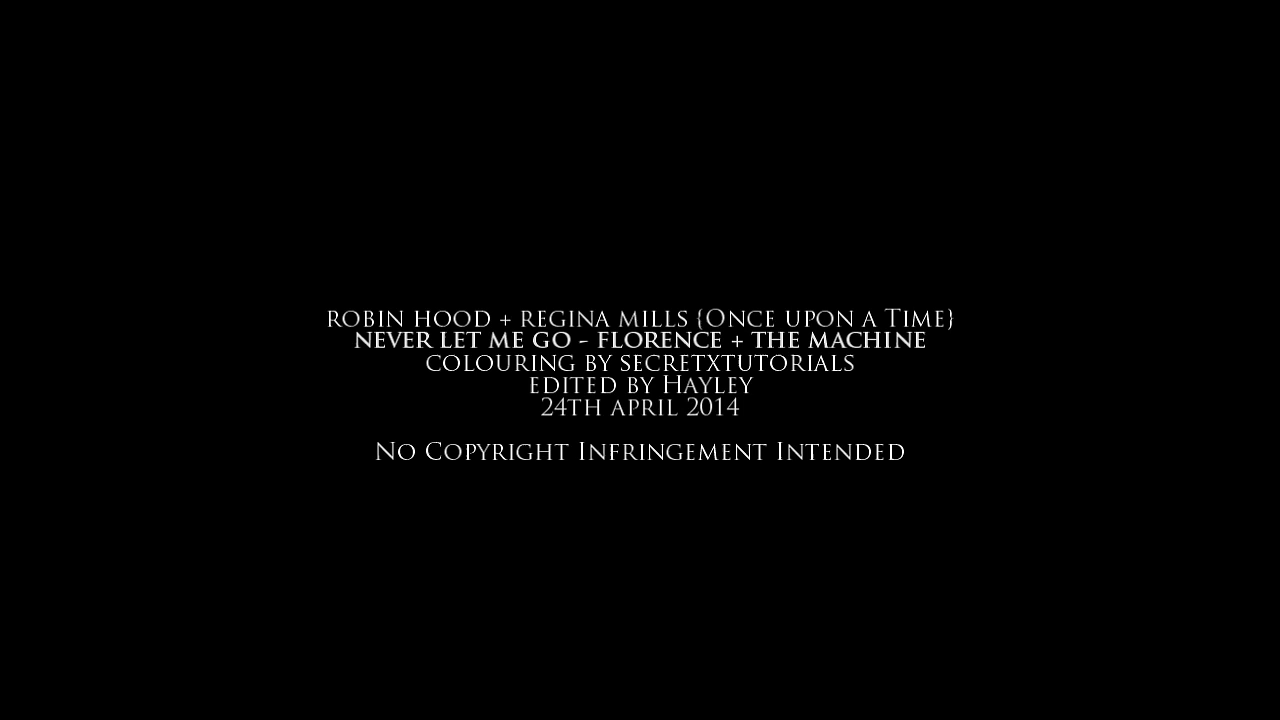 ROBIN HOOD + REGINA MILLS {ONCE UPON A TIME}
NEVER LET ME GO - FLORENCE + THE MACHINE
COLOURING BY SECRETXTUTORIALS
EDITED BY HAYLEY
24TH APRIL 2014
NO COPYRIGHT INFRINGEMENT INTENDED